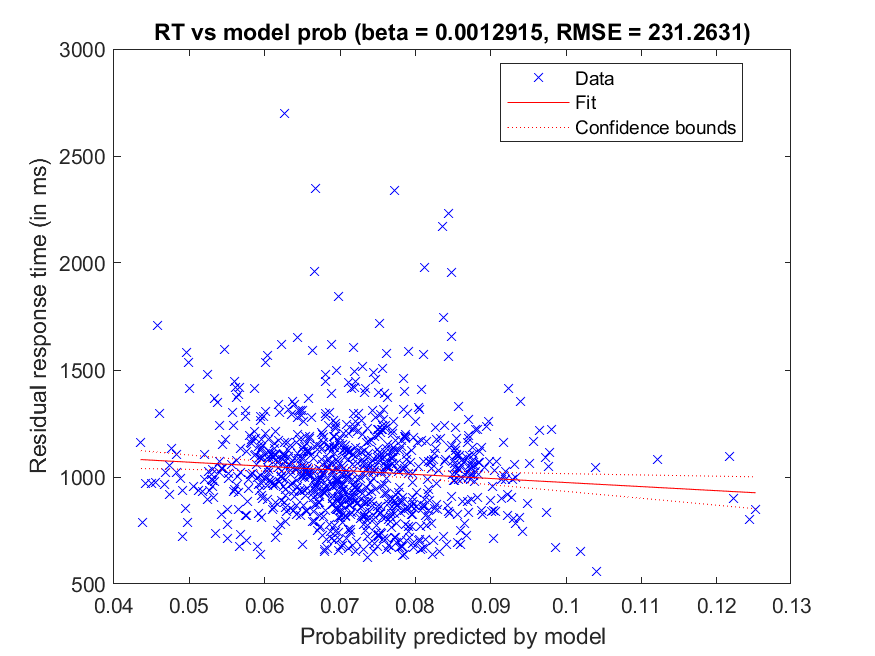 RT vs model prob (beta = 0.0012915, RMSE = 231.2631)
3000
2500
2000
1500
1000
500
Residual response time (in ms)
Data
Fit
Confidence bounds
0.04 0.05 0.06 0.07 0.08 0.09 0.1 0.11 0.12 0.13
Probability predicted by model